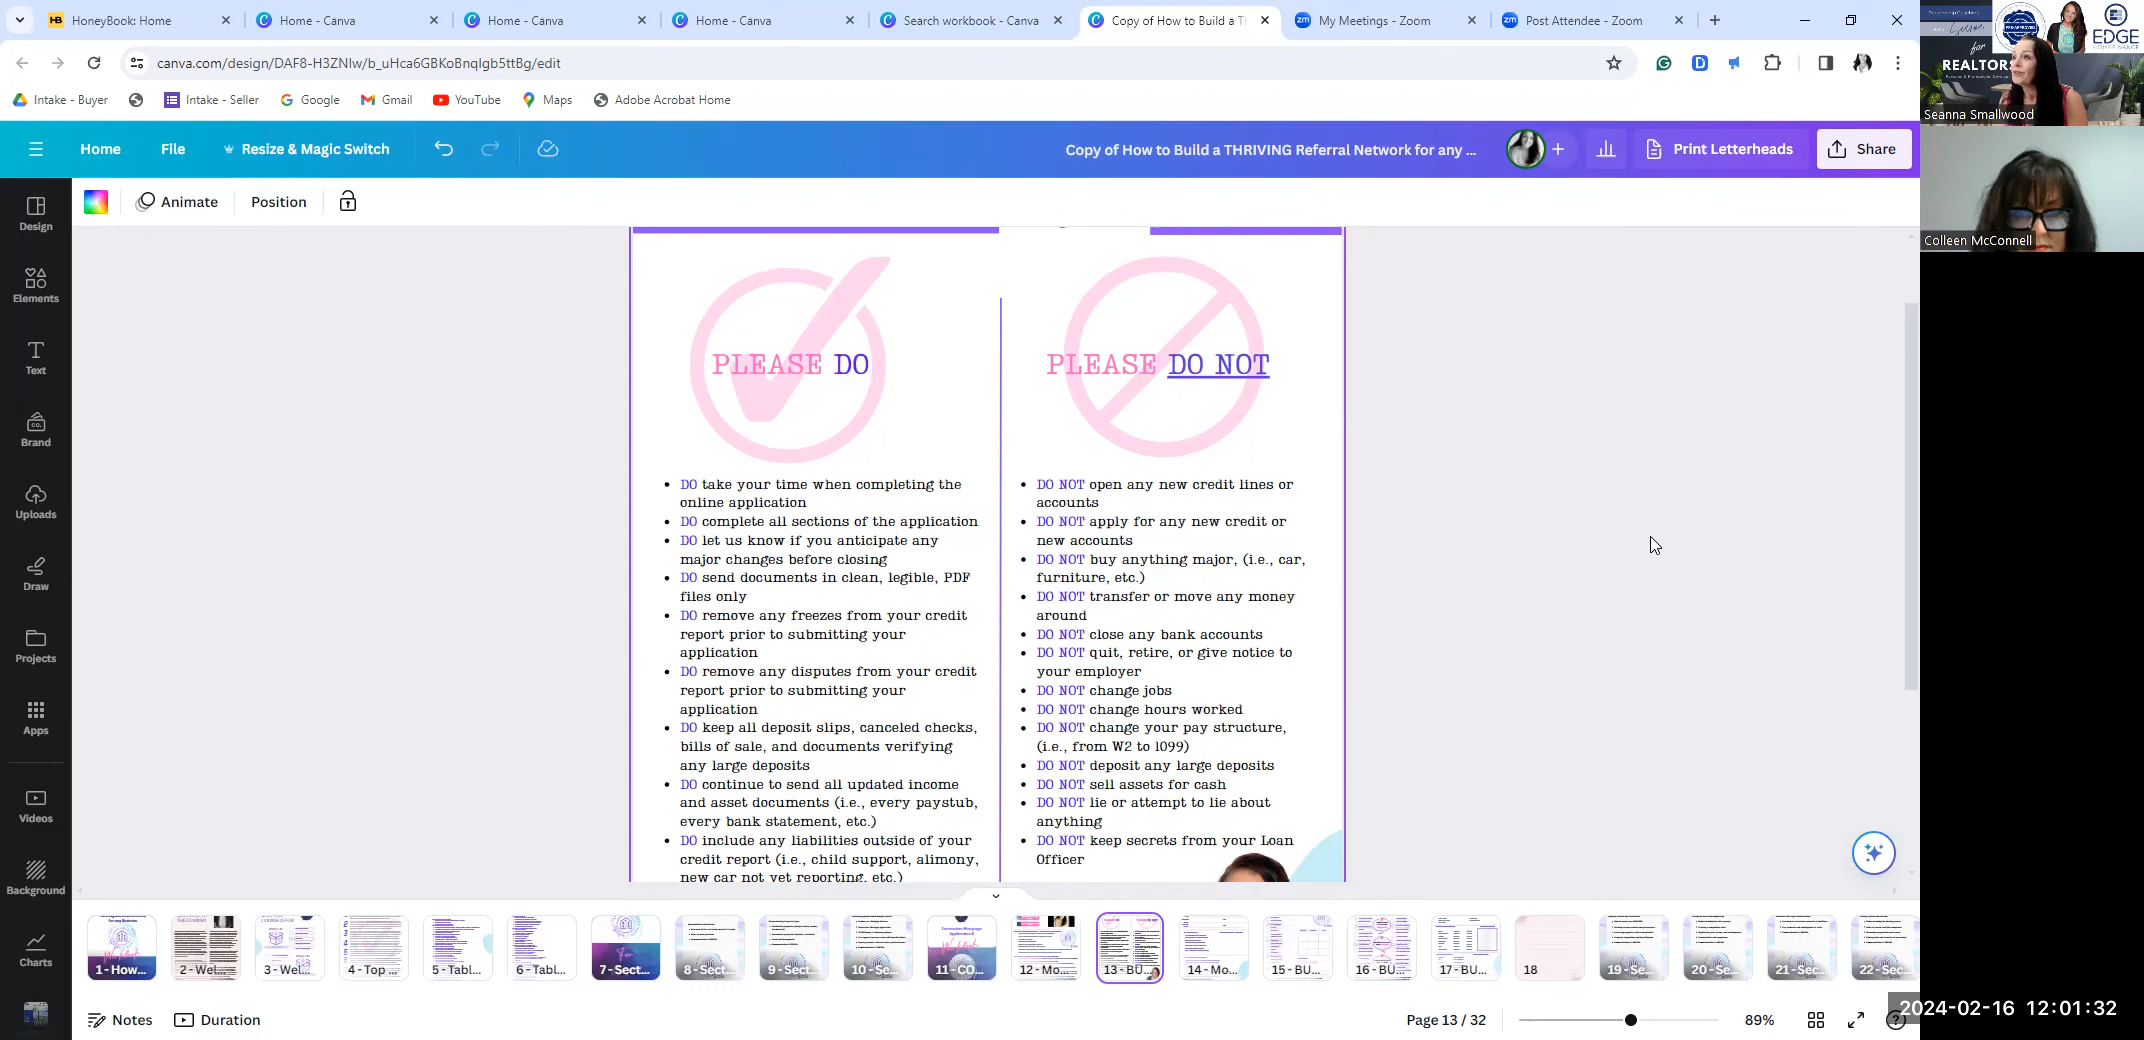 HoneyBook: Home
Home - Canva
Home - Canva
Home - Canva
Search workbook - Canva
Copy of How to Build a T
My Meetings - Zoom
Post Attendee - Zoom
canva.com/design/DAF8-H3ZNIw/b_uHca6GBKoBnqIgb5ttBg/edit
Intake - Buyer
Intake - Seller
Google
Gmail
YouTube
Maps
Adobe Acrobat Home
Home
File
Resize & Magic Switch
Copy of How to Build a THRIVING Referral Network for any ...
Print Letterheads
Share
Animate
Position
Design
Elements
Text
Brand
Uploads
Draw
Projects
Apps
Videos
Background
Charts
PLEASE DO
DO take your time when completing the
online application
DO complete all sections of the application
DO let us know if you anticipate any
major changes before closing
DO send documents in clean, legible, PDF
files only
DO remove any freezes from your credit
report prior to submitting your
application
DO remove any disputes from your credit
report prior to submitting your
application
DO keep all deposit slips, canceled checks,
bills of sale, and documents verifying
any large deposits
DO continue to send all updated income
and asset documents (i.e., every paystub,
every bank statement, etc.)
DO include any liabilities outside of your
credit report (i.e., child support, alimony,
new car not yet reporting, etc.)
PLEASE DO NOT
DO NOT open any new credit lines or
accounts
DO NOT apply for any new credit or
new accounts
DO NOT buy anything major, (i.e., car,
furniture, etc.)
DO NOT transfer or move any money
around
DO NOT close any bank accounts
DO NOT quit, retire, or give notice to
your employer
DO NOT change jobs
DO NOT change hours worked
DO NOT change your pay structure,
(i.e., from W2 to 1099)
DO NOT deposit any large deposits
DO NOT sell assets for cash
DO NOT lie or attempt to lie about
anything
DO NOT keep secrets from your Loan
Officer
1 - How...
2 - Wel...
3 - Wel...
4 - Top ...
5 - Tabl...
6 - Tabl...
7 - Sect...
8 - Sect...
9 - Sect...
10 - Se...
11 - CO...
12 - Mo...
13 - BU...
14 - Mo...
15 - BU...
16 - BU...
17 - BU...
18
19 - Se...
20 - Se...
21 - Sec...
22 - Sec...
Notes
Duration
Page 13 / 32
89%
EDGE
for
REALTORS
Seanna Smallwood
Colleen McConnell
2024-02-16 12:01:32